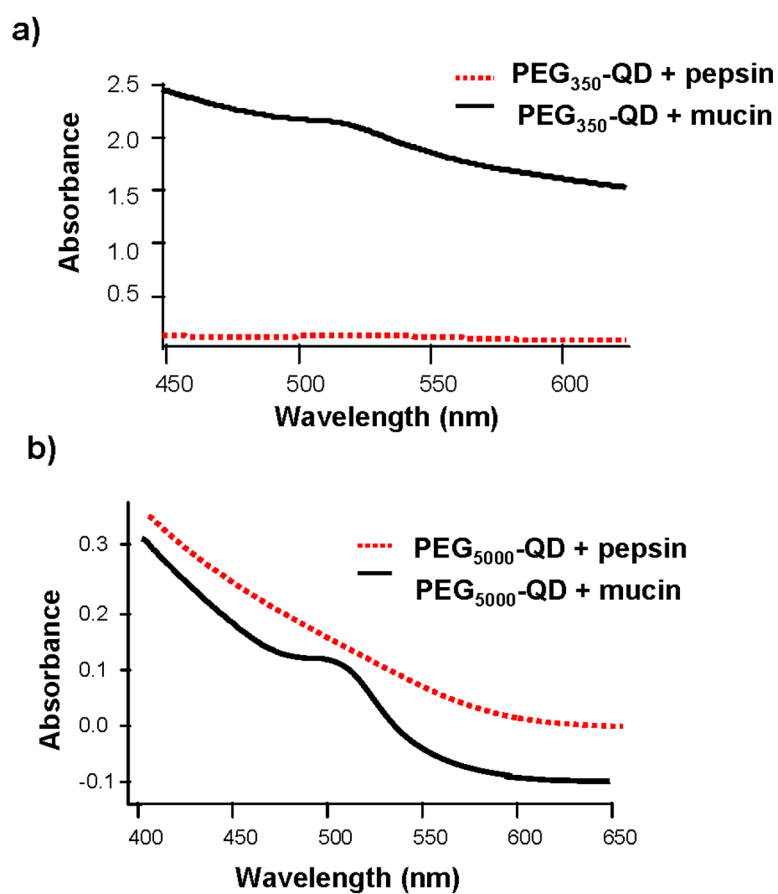 a)
PEG350-QD + pepsin
PEG350-QD + mucin
2.5
2.0
1.5
1.0
0.5
Absorbance
450 500 550 600
Wavelength (nm)
b)
PEG5000-QD + pepsin
PEG5000-QD + mucin
0.3
0.2
0.1
0.0
-0.1
Absorbance
400 450 500 550 600 650
Wavelength (nm)